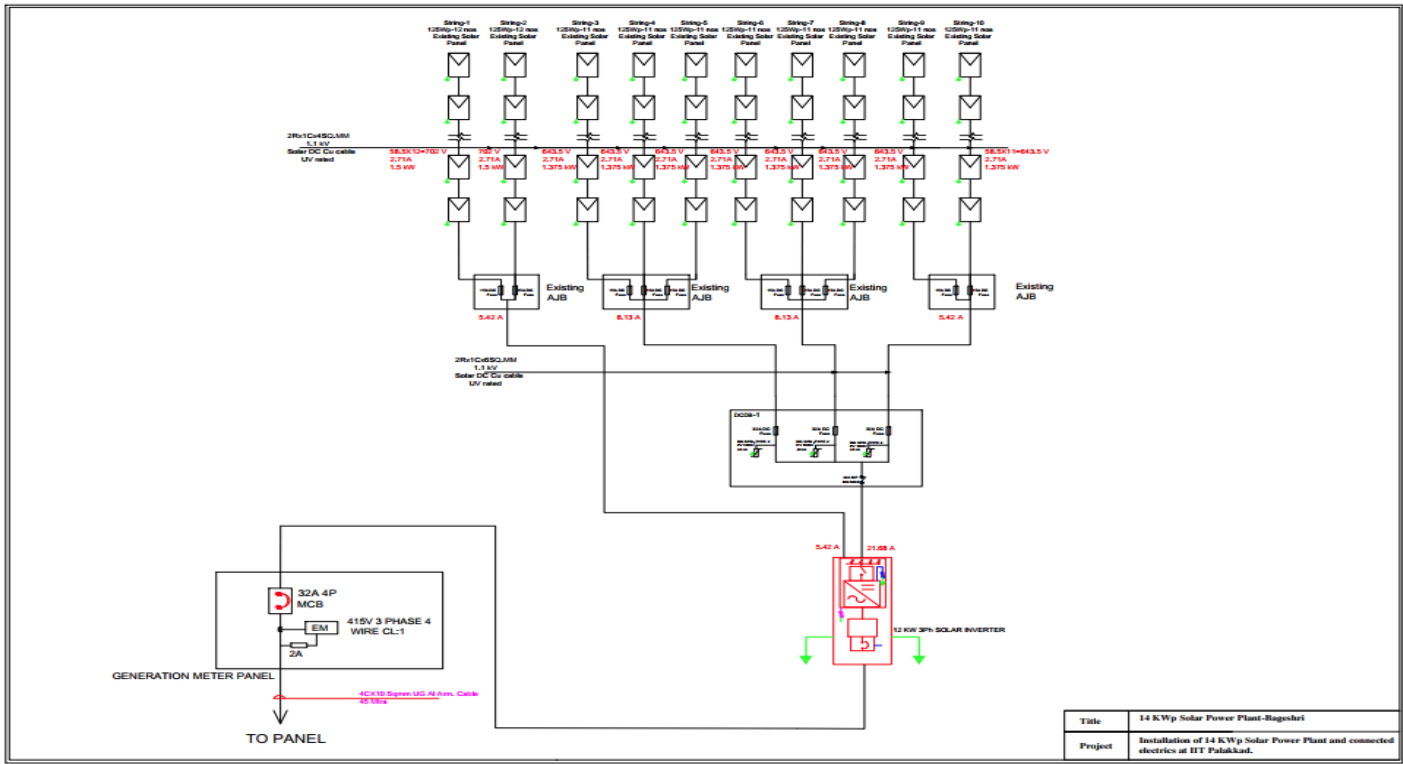 String-1
125Wp-12 nos
Existing Solar
Panel
String-2
125Wp-12 nos
Existing Solar
Panel
String-3
125Wp-11 nos
Existing Solar
Panel
String-4
125Wp-11 nos
Existing Solar
Panel
String-5
125Wp-11 nos
Existing Solar
Panel
String-6
125Wp-11 nos
Existing Solar
Panel
String-7
125Wp-11 nos
Existing Solar
Panel
String-8
125Wp-11 nos
Existing Solar
Panel
String-9
125Wp-11 nos
Existing Solar
Panel
String-10
125Wp-11 nos
Existing Solar
Panel
2Rx1Cx4SQ.MM
1.1 kV
Solar DC Cu cable
UV rated
58.5X12=702 V
2.71A
1.5 kW
702 V
2.71A
1.5 kW
643.5 V
2.71A
1.375 kW
643.5 V
2.71A
1.375 kW
643.5 V
2.71A
1.375 kW
643.5 V
2.71A
1.375 kW
643.5 V
2.71A
1.375 kW
643.5 V
2.71A
1.375 kW
643.5 V
2.71A
1.375 kW
58.5X11=643.5 V
2.71A
1.375 kW
Existing
AJB
Existing
AJB
Existing
AJB
Existing
AJB
5.42 A
8.13 A
8.13 A
5.42 A
2Rx1Cx6SQ.MM
1.1 kV
Solar DC Cu cable
UV rated
DCDB-1
32A DC
Fuse
32A DC
Fuse
32A DC
Fuse
5.42 A
21.68 A
12 KW 3Ph SOLAR INVERTER
32A 4P
MCB
EM
415V 3 PHASE 4
WIRE CL:1
2A
GENERATION METER PANEL
4CX10 Sqmm UG Al Arm. Cable
45 Mtrs
TO PANEL
Title
14 KWp Solar Power Plant-Bageshri
Project
Installation of 14 KWp Solar Power Plant and connected
electrics at IIT Palakkad.